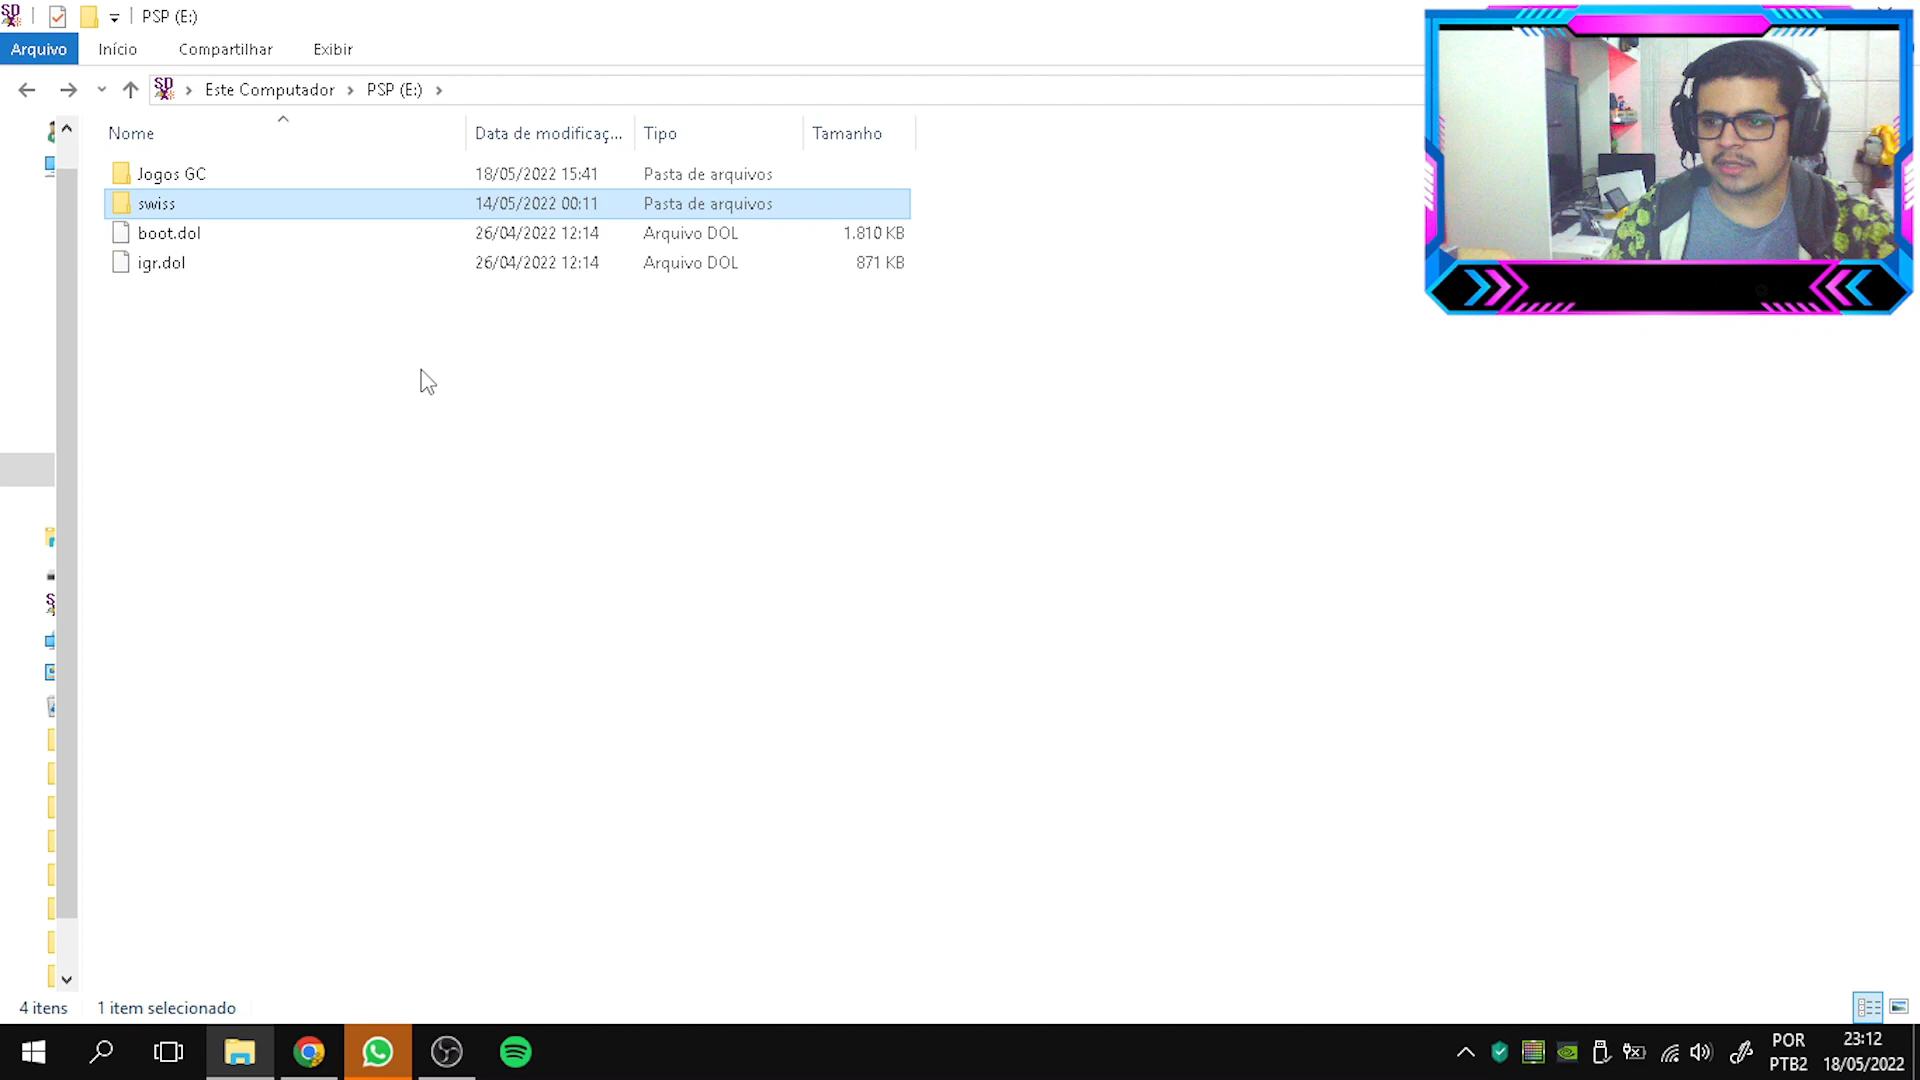 PSP (E:)
Arquivo Início Compartilhar Exibir
Este Computador PSP (E:)
Nome Data de modificaç... Tipo Tamanho
Jogos GC 18/05/2022 15:41 Pasta de arquivos
swiss 14/05/2022 00:11 Pasta de arquivos
boot.dol 26/04/2022 12:14 Arquivo DOL 1.810 KB
igr.dol 26/04/2022 12:14 Arquivo DOL 871 KB
4 itens 1 item selecionado
POR 23:12
PTB2 18/05/2022